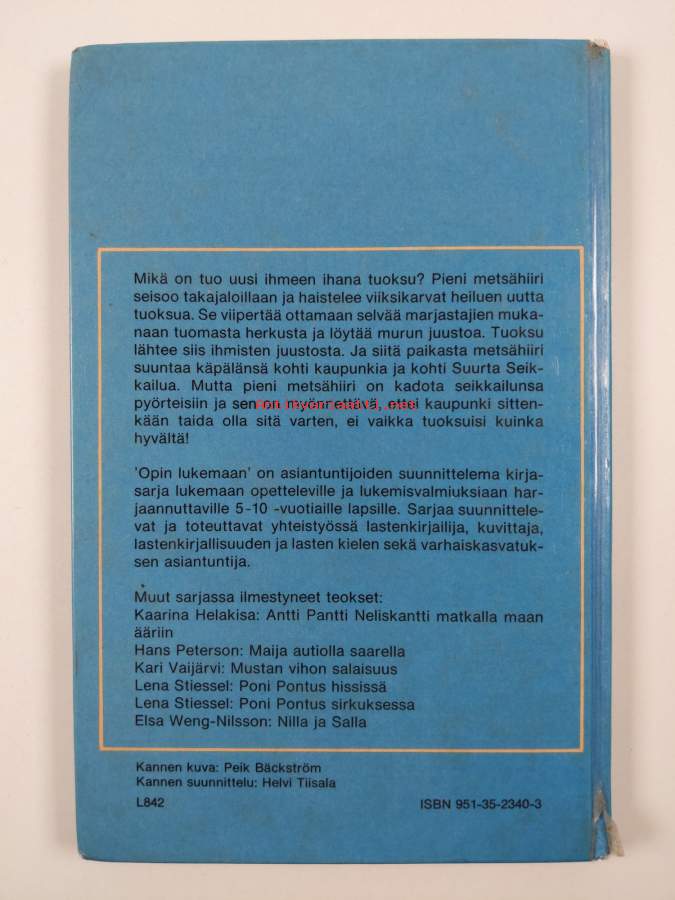 Mikä on tuo uusi ihmeen ihana tuoksu? Pieni metsähiiri
seisoo takajaloillaan ja haistelee viiksikarvat heiluen uutta
tuoksua. Se viipertää ottamaan selvää marjastajien muka-
naan tuomasta herkusta ja löytää murun juustoa. Tuoksu
lähtee siis ihmisten juustosta. Ja siitä paikasta metsähiiri
suuntaa käpälänsä kohti kaupunkia ja kohti Suurta Seik-
kailua. Mutta pieni metsähiiri on kadota seikkailunsa
pyörteisiin ja sen on myönnettävä, ettei kaupunki sitten-
kään taida olla sitä varten, ei vaikka tuoksuisi kuinka
hyvältä!
'Opin lukemaan' on asiantuntijoiden suunnittelema kirja-
sarja lukemaan opetteleville ja lukemisvalmiuksiaan har-
jaannuttaville 5-10 -vuotiaille lapsille. Sarjaa suunnittele-
vat ja toteuttavat yhteistyössä lastenkirjailija, kuvittaja,
lastenkirjallisuuden ja lasten kielen sekä varhaiskasvatuk-
sen asiantuntija.
Muut sarjassa ilmestyneet teokset:
Kaarina Helakisa: Antti Pantti Neliskantti matkalla maan
ääriin
Hans Peterson: Maija autiolla saarella
Kari Vaijärvi: Mustan vihon salaisuus
Lena Stiessel: Poni Pontus hississä
Lena Stiessel: Poni Pontus sirkuksessa
Elsa Weng-Nilsson: Nilla ja Salla
Kannen kuva: Peik Bäckström
Kannen suunnittelu: Helvi Tiisala
L842 ISBN 951-35-2340-3